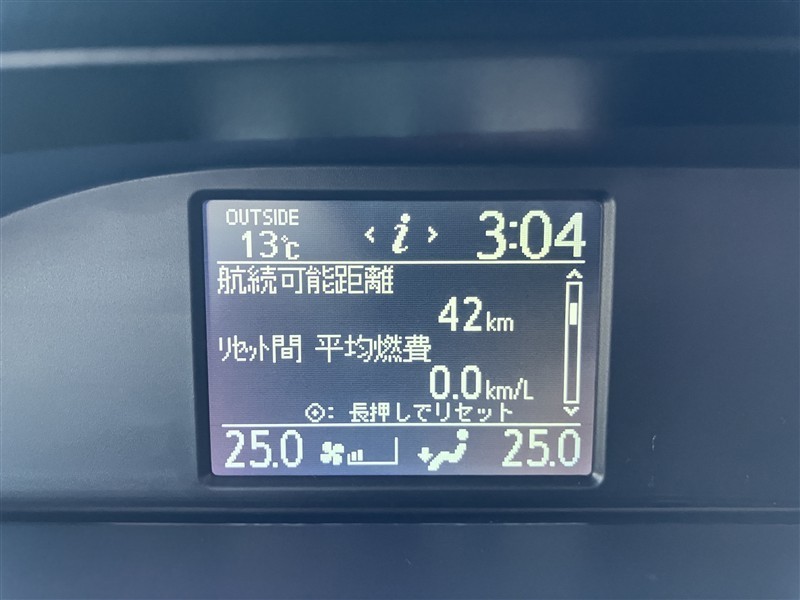 OUTSIDE
13℃
< i >
3:04
航続可能距離
42km
リセット間 平均燃費
0.0km/L
: 長押しでリセット
25.0
25.0